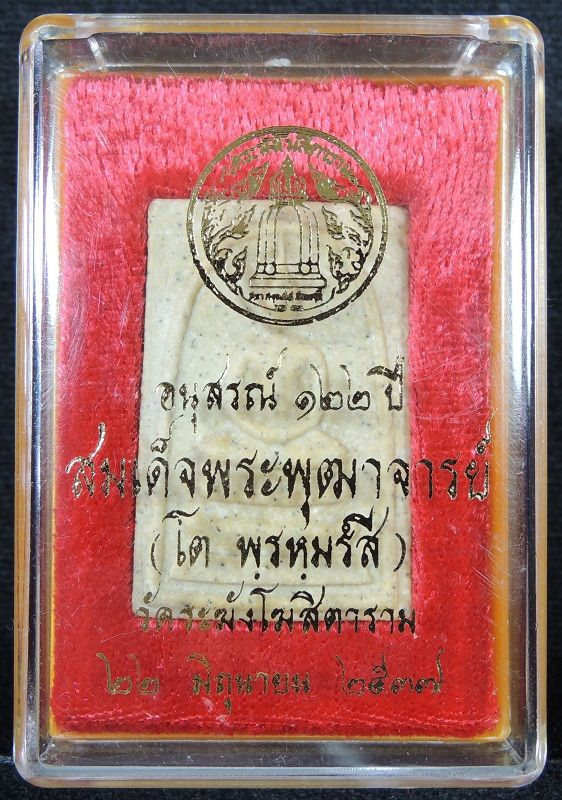 อนุสรณ์ ๑๒๒ ปี
สมเด็จพระพุฒาจารย์
(โต พฺรหฺมรํสี)
วัดระฆังโฆสิตาราม
๒๒ มิถุนายน ๒๕๓๗